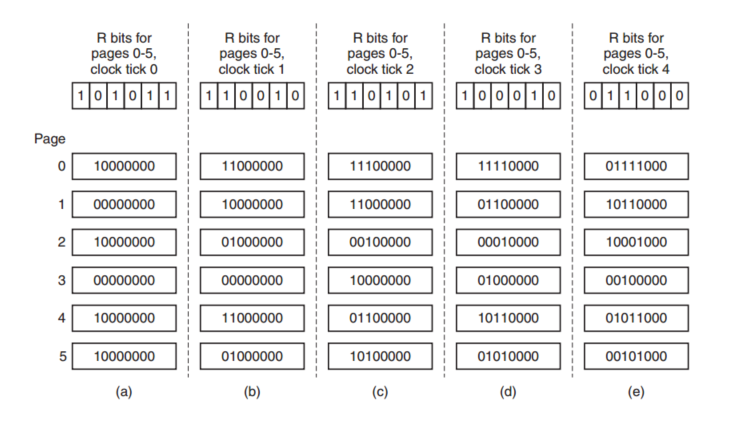 R bits for
pages 0-5,
clock tick 0
R bits for
pages 0-5,
clock tick 1
R bits for
pages 0-5,
clock tick 2
R bits for
pages 0-5,
clock tick 3
R bits for
pages 0-5,
clock tick 4
1 0 1 0 1 1
1 1 0 0 1 0
1 1 0 1 0 1
1 0 0 0 1 0
0 1 1 0 0 0
Page
0 10000000 11000000 11100000 11110000 01111000
1 00000000 10000000 11000000 01100000 10110000
2 10000000 01000000 00100000 00010000 10001000
3 00000000 00000000 10000000 01000000 00100000
4 10000000 11000000 01100000 10110000 01011000
5 10000000 01000000 10100000 01010000 00101000
(a) (b) (c) (d) (e)